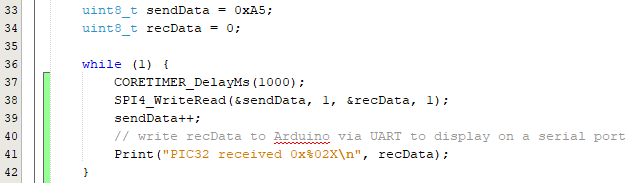 33 uint8_t sendData = 0xA5;
34 uint8_t recData = 0;
35
36 while (1) {
37 CORETIMER_DelayMs(1000);
38 SPI4_WriteRead(&sendData, 1, &recData, 1);
39 sendData++;
40 // write recData to Arduino via UART to display on a serial port
41 Print("PIC32 received 0x%02X\n", recData);
42 }